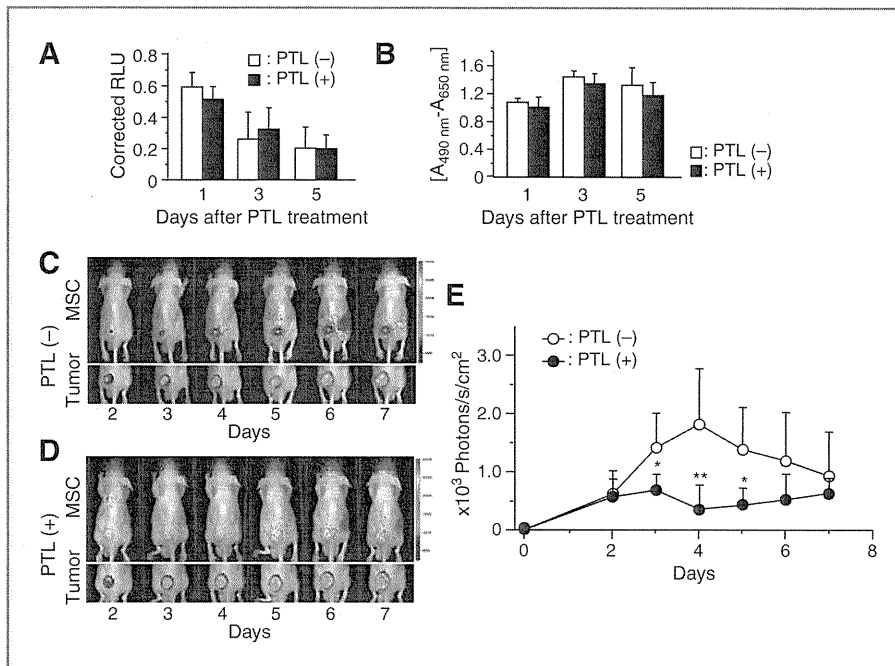 A
Corrected RLU
0.8
0.6
0.4
0.2
0
: PTL (–)
: PTL (+)
1 3 5
Days after PTL treatment
B
[A490 nm-A650 nm]
1.6
1.2
0.8
0.4
0
: PTL (–)
: PTL (+)
1 3 5
Days after PTL treatment
C
PTL (–)
MSC
Tumor
2 3 4 5 6 7
Days
D
PTL (+)
MSC
Tumor
2 3 4 5 6 7
Days
E
: PTL (–)
: PTL (+)
x10³ Photons/s/cm2
3.0
2.0
1.0
0
*
**
*
0 2 4 6 8
Days